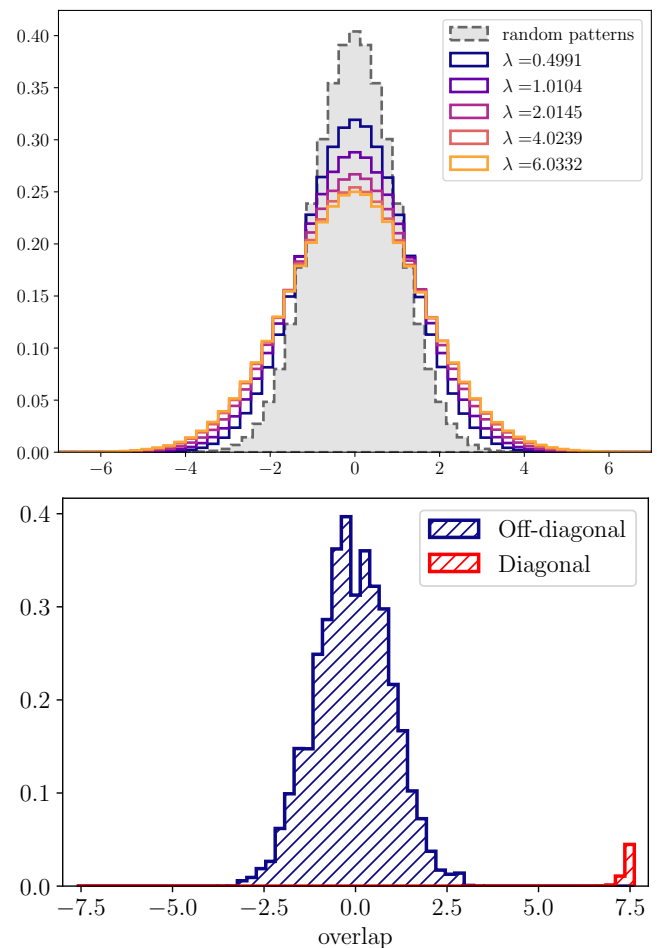 0.40
0.35
0.30
0.25
0.20
0.15
0.10
0.05
0.00
random patterns
λ =0.4991
λ =1.0104
λ =2.0145
λ =4.0239
λ =6.0332
−6 −4 −2 0 2 4 6
0.4
0.3
0.2
0.1
0.0
Off-diagonal
Diagonal
−7.5 −5.0 −2.5 0.0 2.5 5.0 7.5
overlap